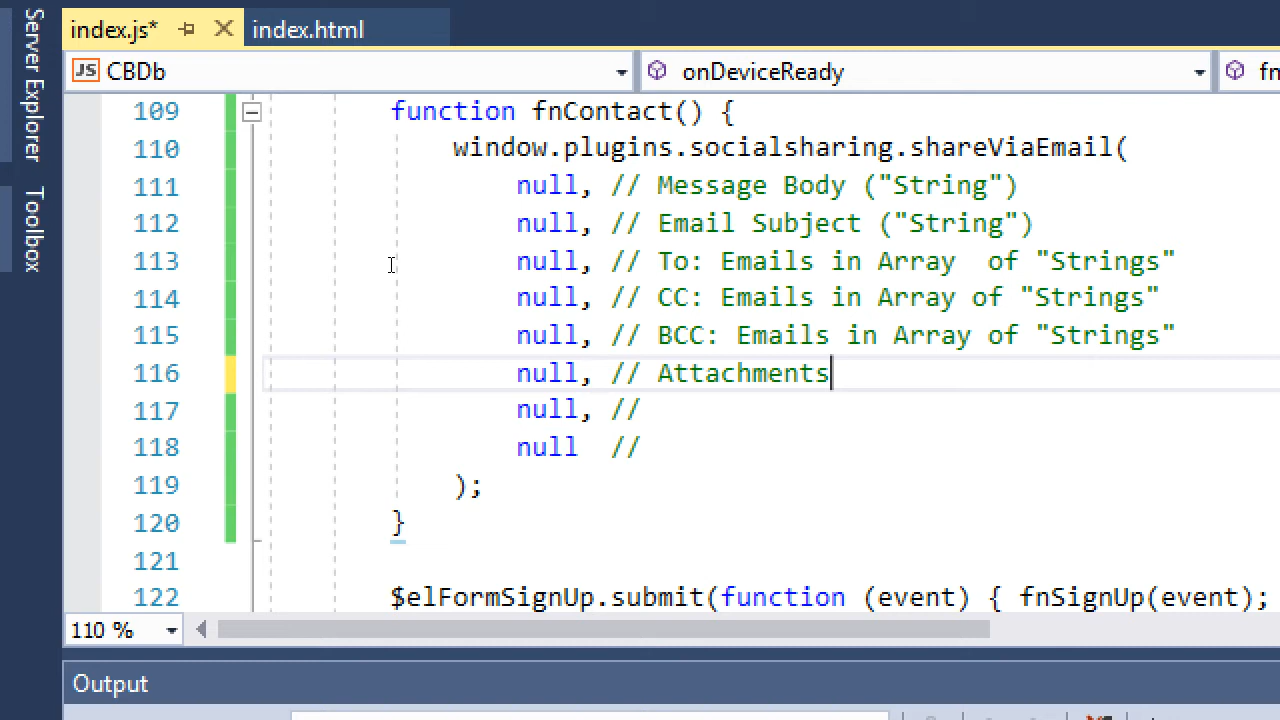 Server Explorer
Toolbox
index.js*
index.html
JS CBDb
onDeviceReady
fn
109 function fnContact() {
110 window.plugins.socialsharing.shareViaEmail(
111 null, // Message Body ("String")
112 null, // Email Subject ("String")
113 null, // To: Emails in Array  of "Strings"
114 null, // CC: Emails in Array of "Strings"
115 null, // BCC: Emails in Array of "Strings"
116 null, // Attachments
117 null, //
118 null  //
119 );
120 }
121
122 $elFormSignUp.submit(function (event) { fnSignUp(event);
110 %
Output